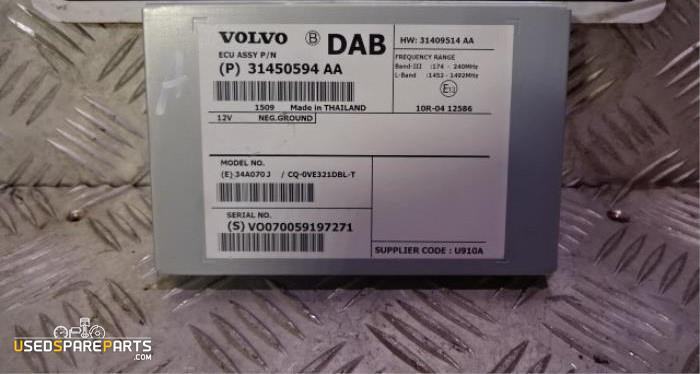 VOLVO B DAB
ECU ASSY P/N
(P) 31450594 AA
1509 Made in THAILAND
12V NEG.GROUND
HW: 31409514 AA
FREQUENCY RANGE
Band-III :174 - 240MHz
L-Band :1452 - 1492MHz
E13
10R-04 12586
MODEL NO.
(E) 34A070J / CQ-0VE321DBL-T
SERIAL NO.
(S) VO070059197271
SUPPLIER CODE : U910A
USEDSPAREPARTS
.COM